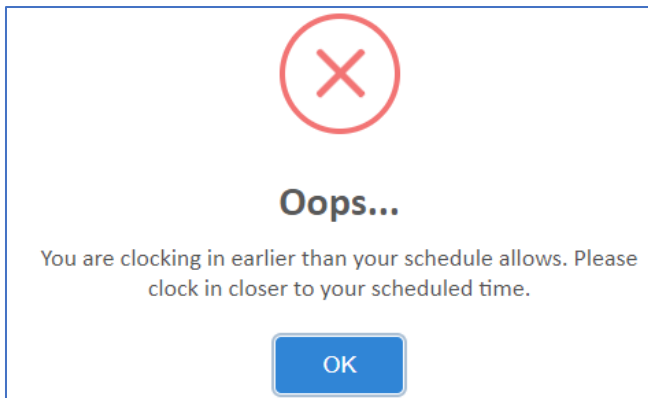 Oops...
You are clocking in earlier than your schedule allows. Please
clock in closer to your scheduled time.
OK